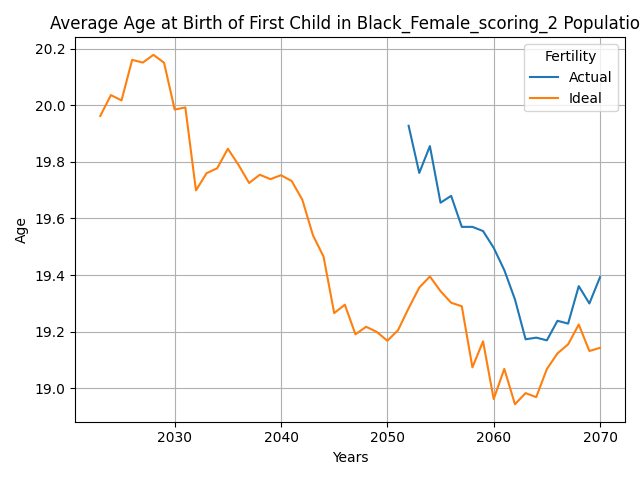 Average Age at Birth of First Child in Black_Female_scoring_2 Populatio
Fertility
Actual
Ideal
Age
20.2
20.0
19.8
19.6
19.4
19.2
19.0
2030 2040 2050 2060 2070
Years